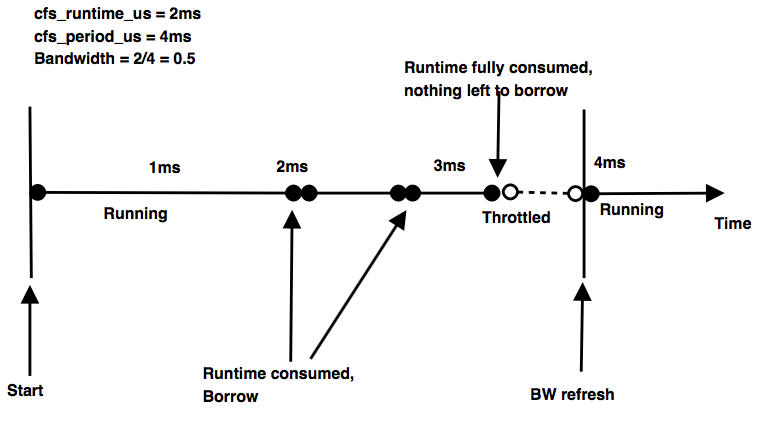 cfs_runtime_us = 2ms
cfs_period_us = 4ms
Bandwidth = 2/4 = 0.5
Runtime fully consumed,
nothing left to borrow
1ms
2ms
3ms
4ms
Running
Throttled
Running
Time
Runtime consumed,
Borrow
Start
BW refresh